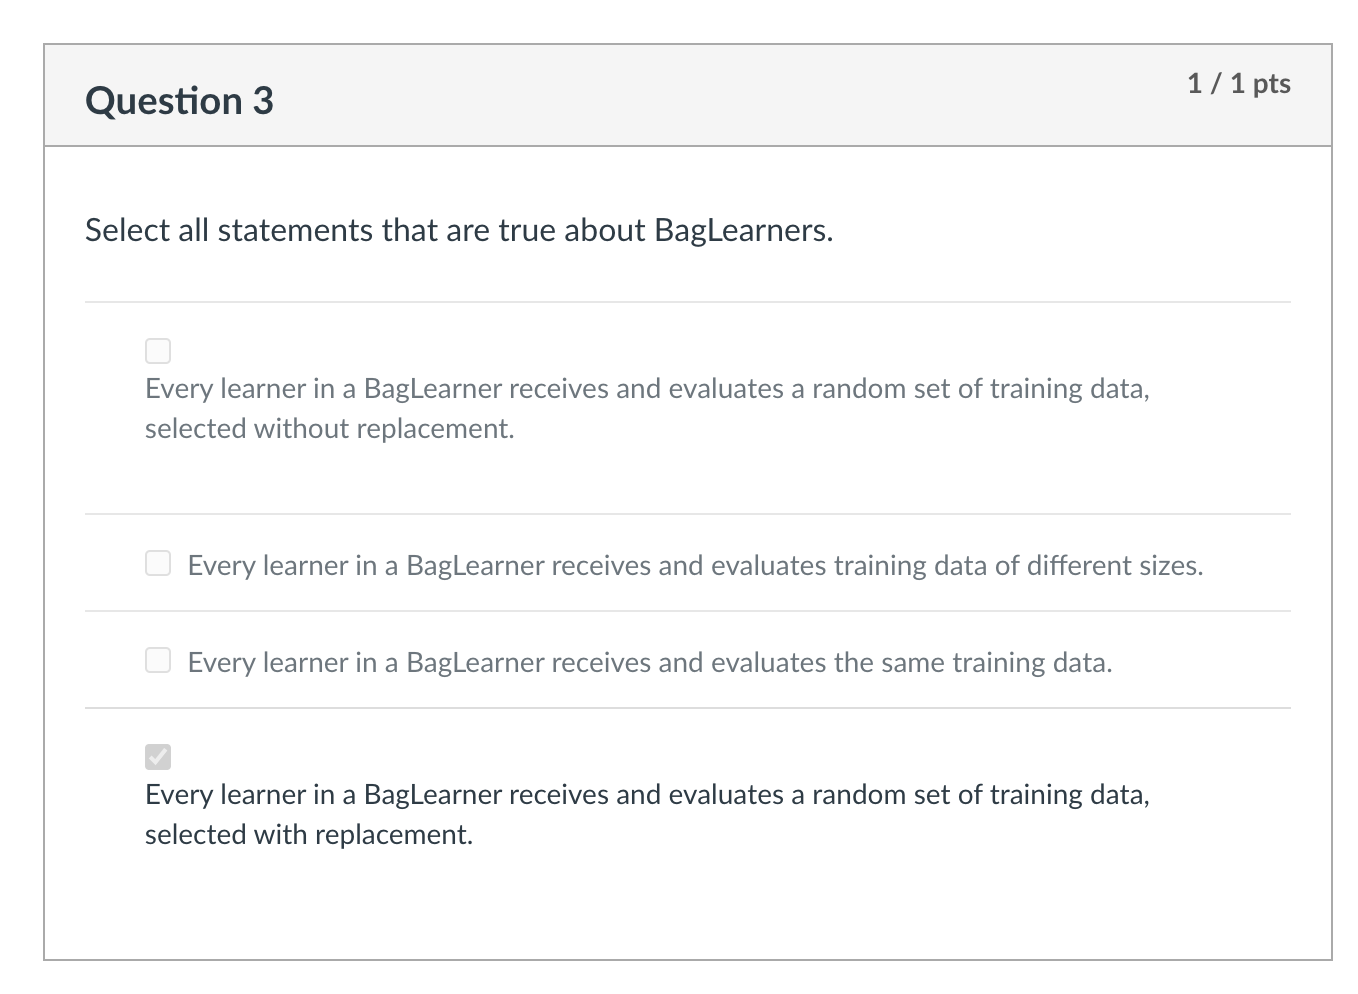 Question 3
1 / 1 pts
Select all statements that are true about BagLearners.
Every learner in a BagLearner receives and evaluates a random set of training data,
selected without replacement.
Every learner in a BagLearner receives and evaluates training data of different sizes.
Every learner in a BagLearner receives and evaluates the same training data.
Every learner in a BagLearner receives and evaluates a random set of training data,
selected with replacement.